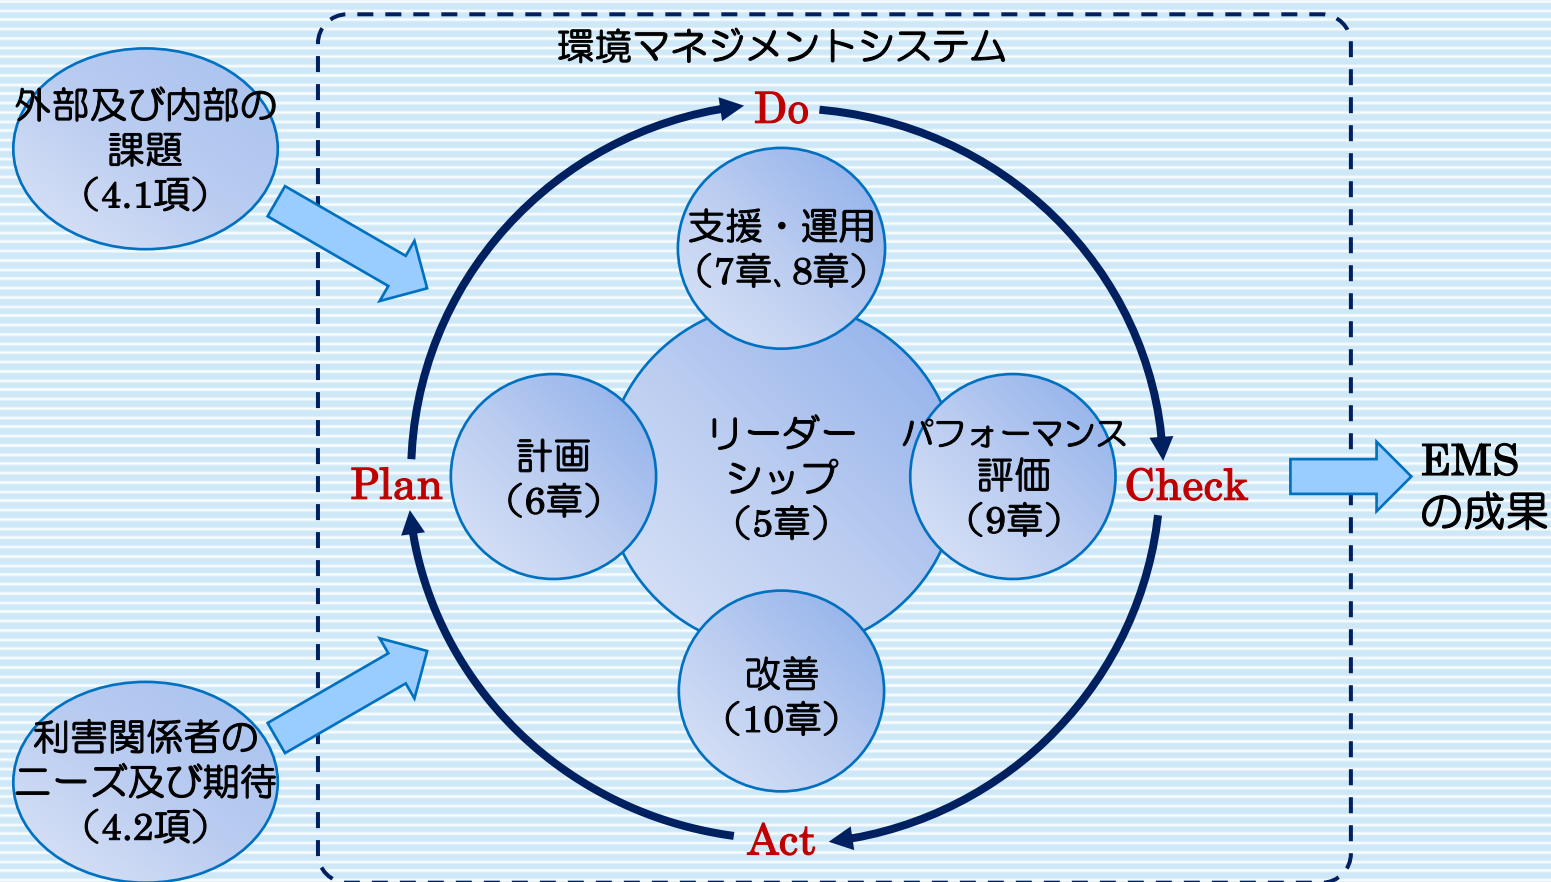 環境マネジメントシステム
外部及び内部の
課題
（4.1項）
Do
支援・運用
（7章、8章）
Plan
計画
（6章）
リーダー
シップ
（5章）
パフォーマンス
評価
（9章）
Check
EMS
の成果
改善
（10章）
利害関係者の
ニーズ及び期待
（4.2項）
Act